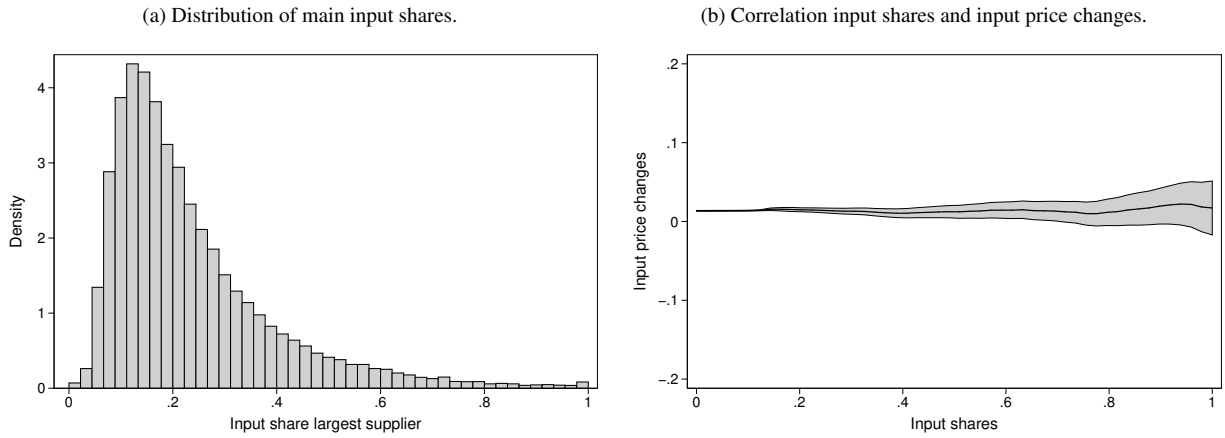 (a) Distribution of main input shares.
Density
4
3
2
1
0
0 .2 .4 .6 .8 1
Input share largest supplier
(b) Correlation input shares and input price changes.
Input price changes
.2
.1
0
−.1
−.2
0 .2 .4 .6 .8 1
Input shares